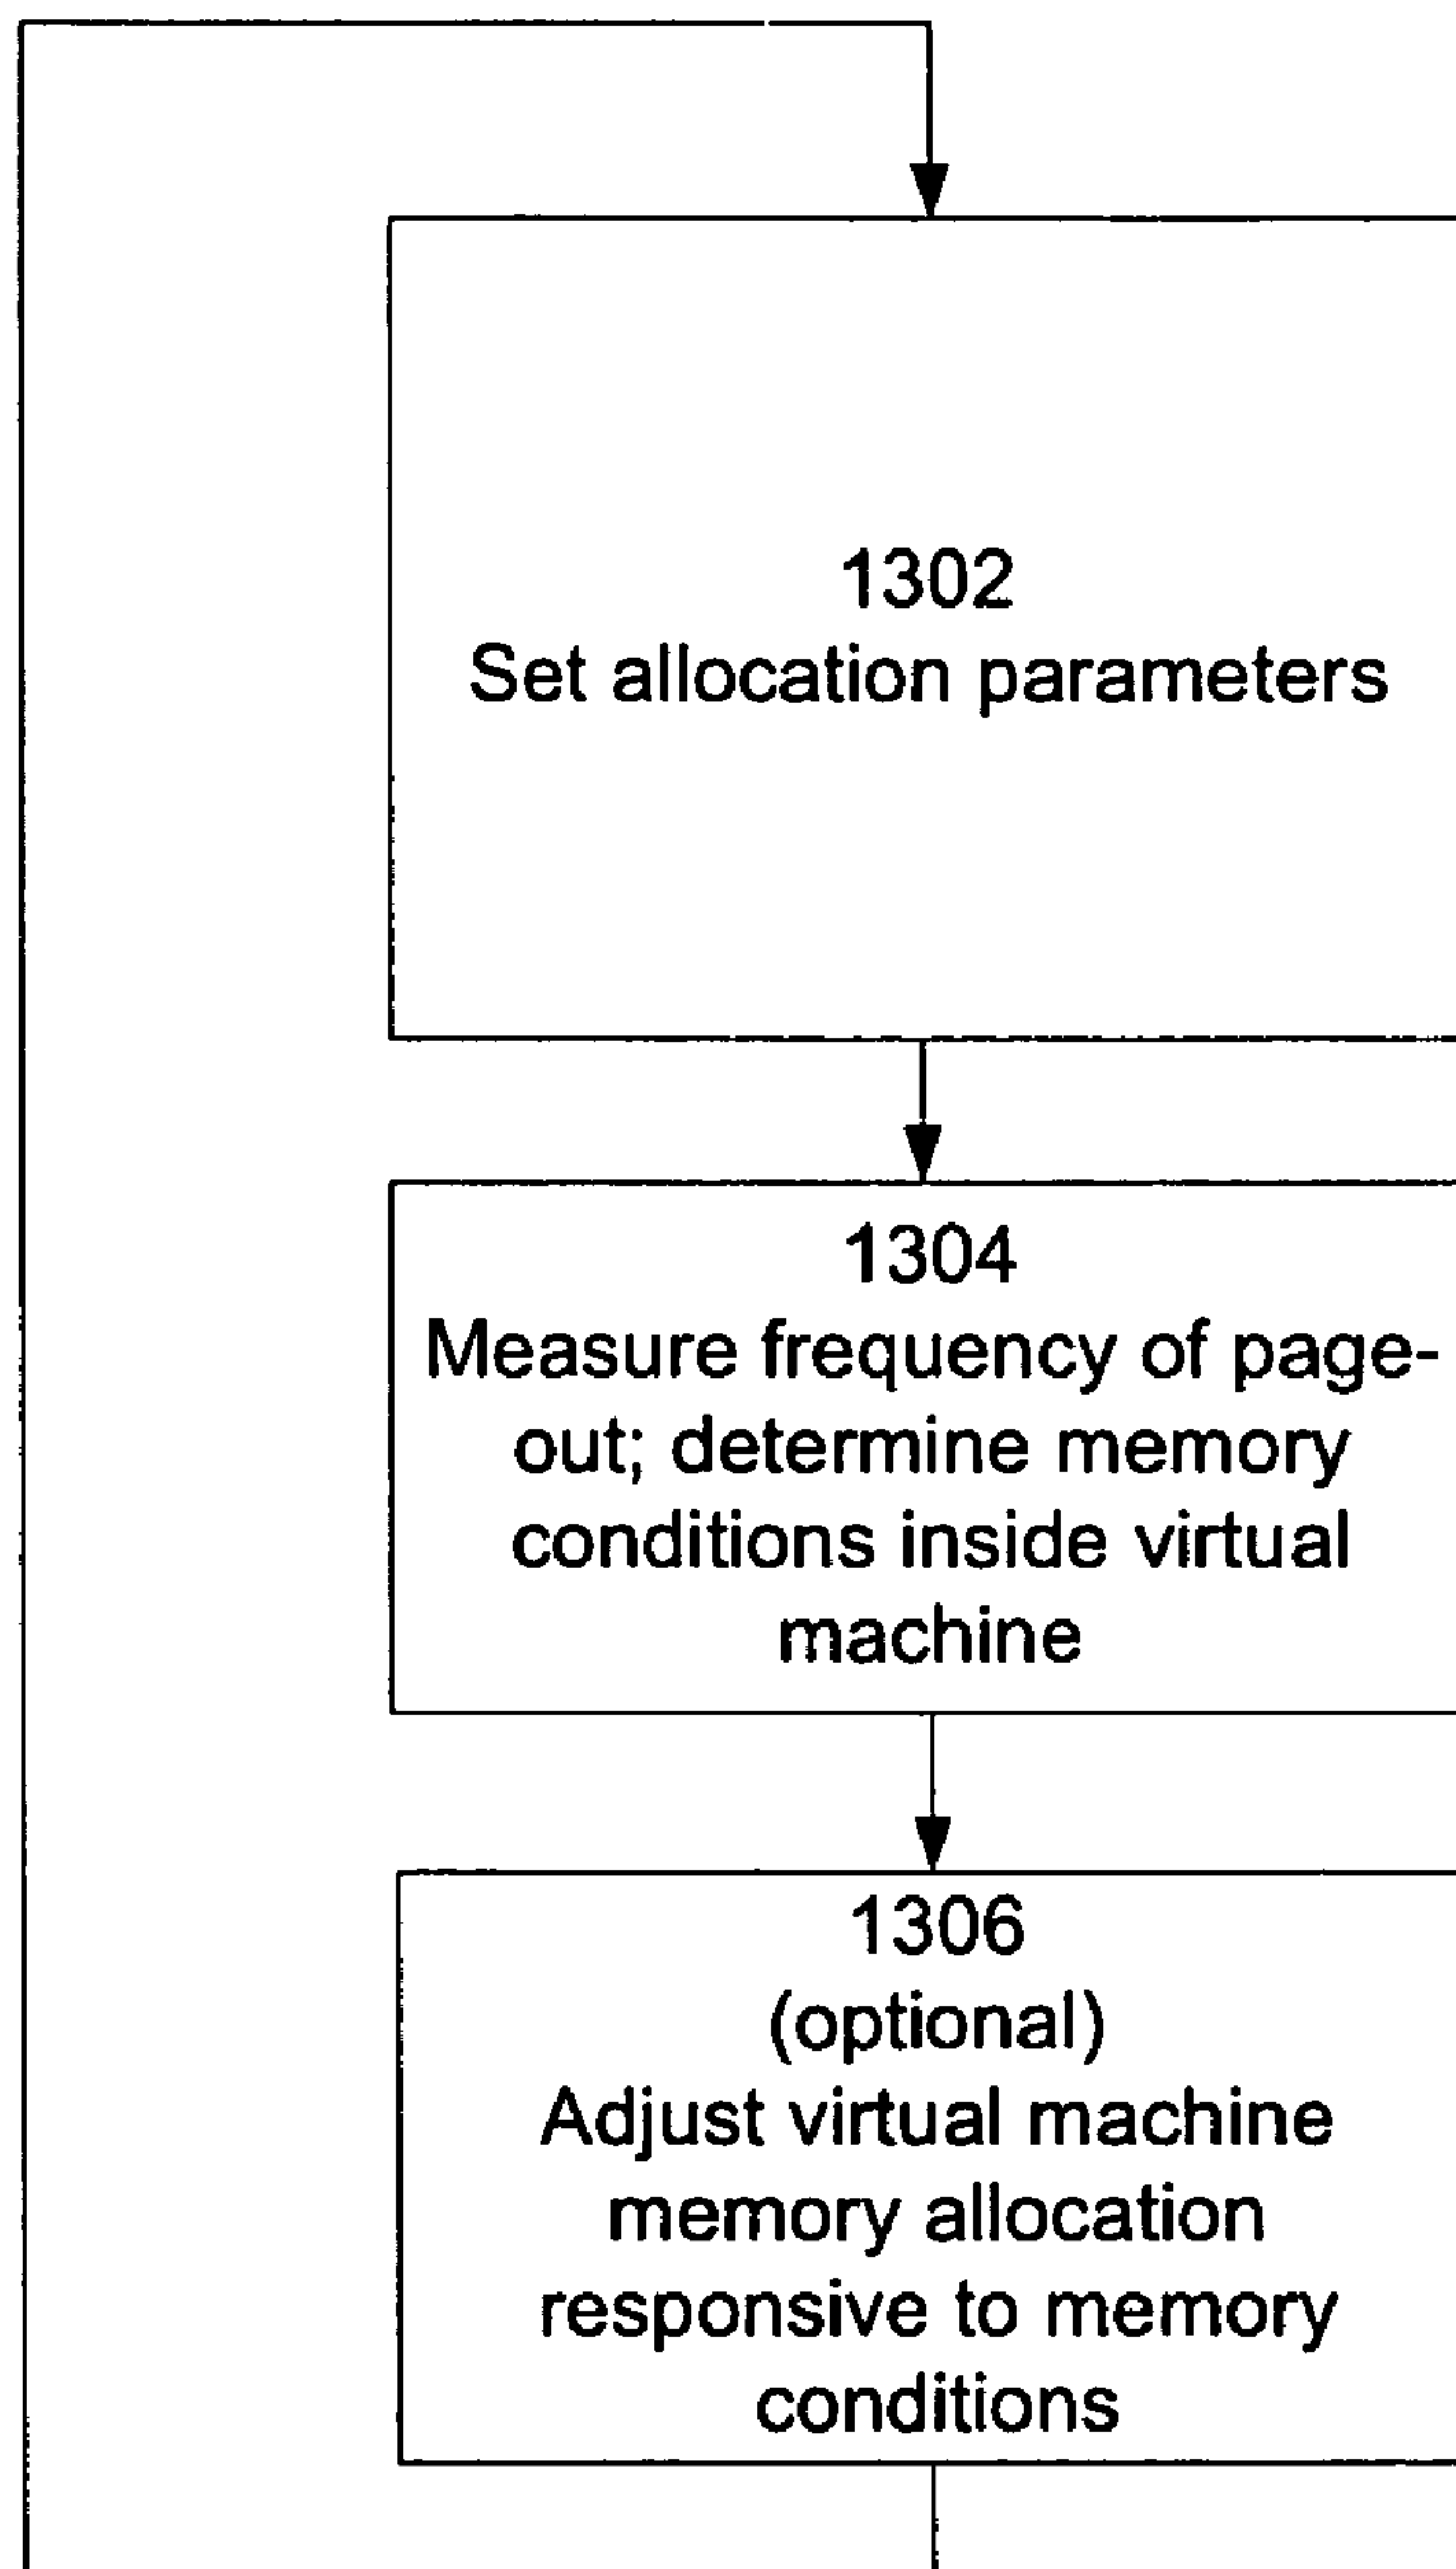 1302
Set allocation parameters
1304
Measure frequency of page-
out; determine memory
conditions inside virtual
machine
1306
(optional)
Adjust virtual machine
memory allocation
responsive to memory
conditions